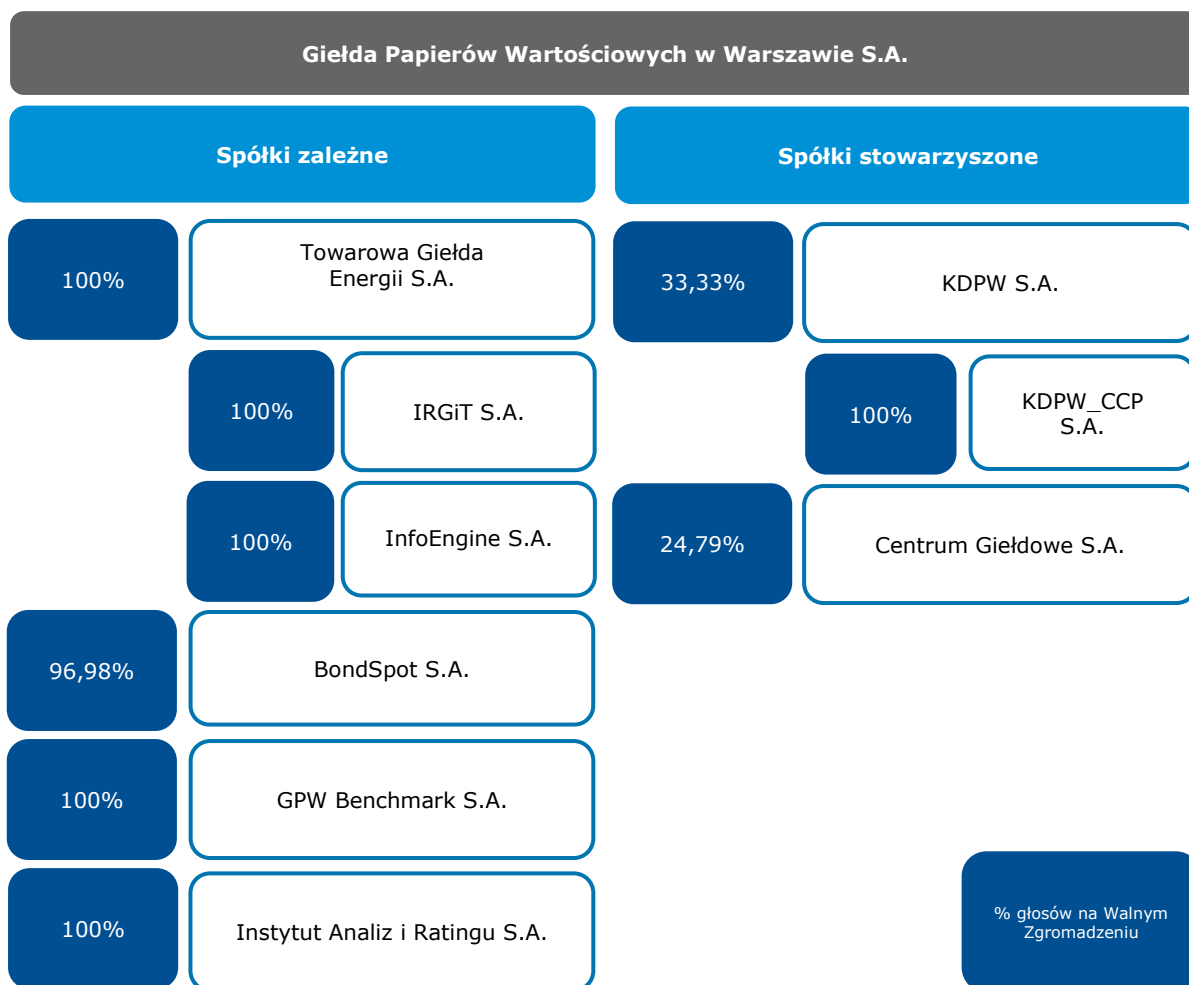 Giełda Papierów Wartościowych w Warszawie S.A.
Spółki zależne
Spółki stowarzyszone
100%
Towarowa Giełda
Energii S.A.
33,33%
KDPW S.A.
100%
IRGiT S.A.
100%
KDPW_CCP
S.A.
100%
InfoEngine S.A.
24,79%
Centrum Giełdowe S.A.
96,98%
BondSpot S.A.
100%
GPW Benchmark S.A.
100%
Instytut Analiz i Ratingu S.A.
% głosów na Walnym
Zgromadzeniu